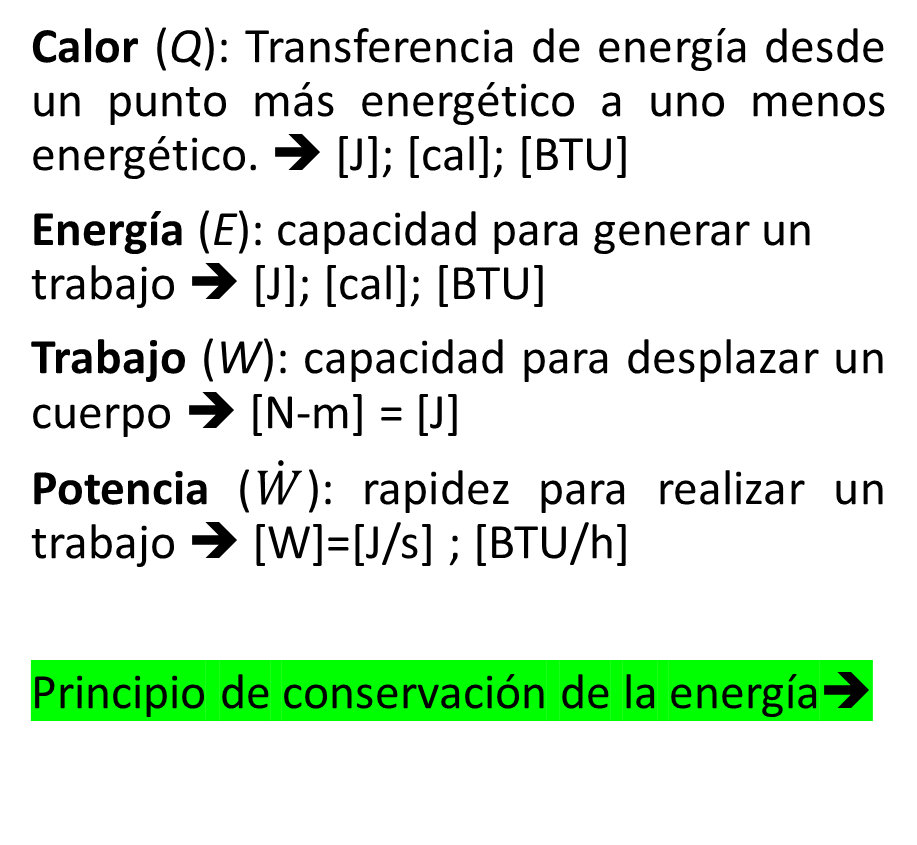 Calor (Q): Transferencia de energía desde
un punto más energético a uno menos
energético. ➔ [J]; [cal]; [BTU]
Energía (E): capacidad para generar un
trabajo ➔ [J]; [cal]; [BTU]
Trabajo (W): capacidad para desplazar un
cuerpo ➔ [N-m] = [J]
Potencia (Ẇ): rapidez para realizar un
trabajo ➔ [W]=[J/s] ; [BTU/h]
Principio de conservación de la energía➔